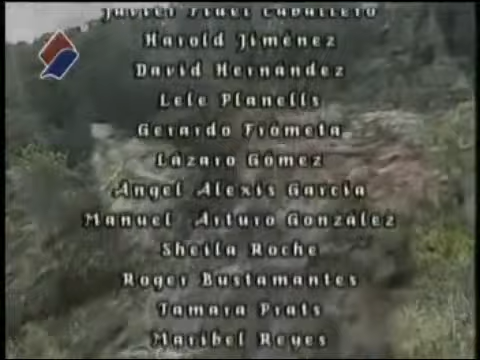 Harold Jiménez
David Hernández
Lele Planells
Gerardo Frómeta
Lázaro Gómez
Angel Alexis García
Manuel Arturo González
Sheila Roche
Roger Bustamantes
Tamara Prats
Maribel Reyes